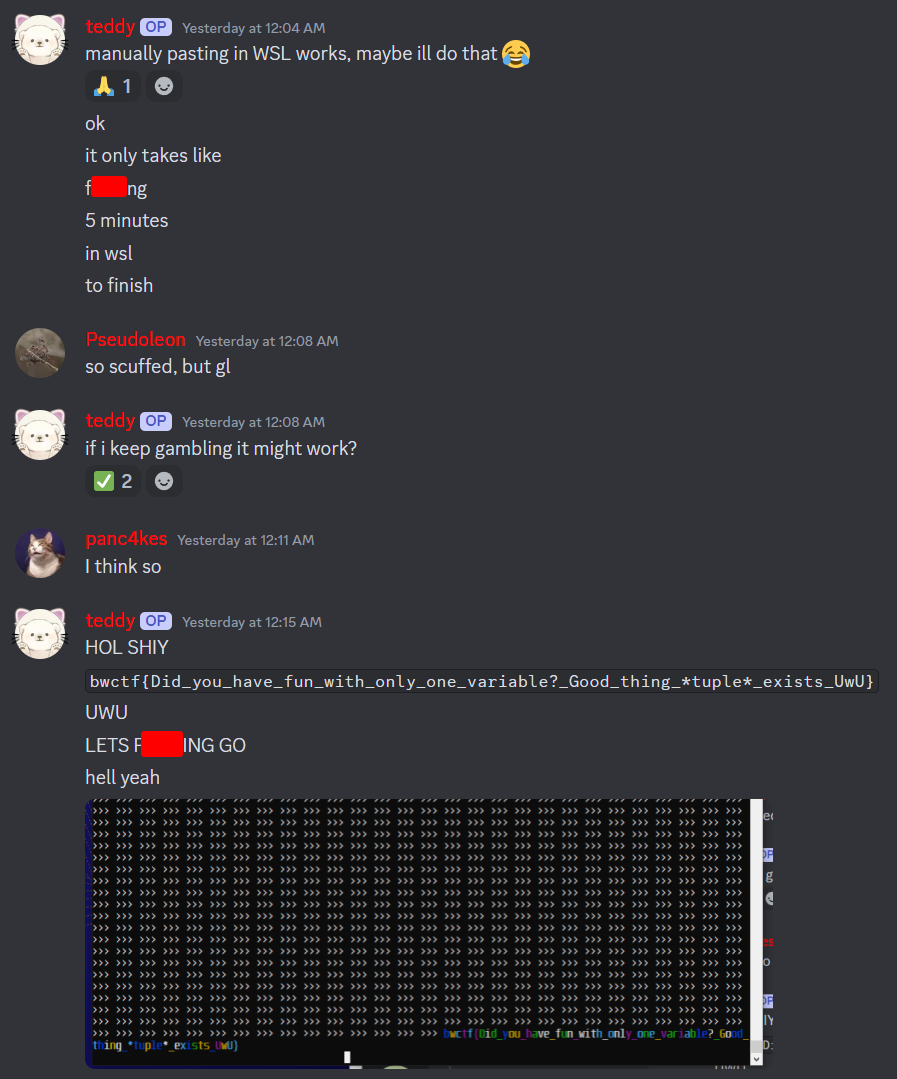 teddy OP Yesterday at 12:04 AM
manually pasting in WSL works, maybe ill do that 😂
🙏 1
ok
it only takes like
f ng
5 minutes
in wsl
to finish
Pseudoleon Yesterday at 12:08 AM
so scuffed, but gl
teddy OP Yesterday at 12:08 AM
if i keep gambling it might work?
✅ 2
panc4kes Yesterday at 12:11 AM
I think so
teddy OP Yesterday at 12:15 AM
HOL SHIY
bwctf{Did_you_have_fun_with_only_one_variable?_Good_thing_*tuple*_exists_UwU}
UWU
LETS F ING GO
hell yeah
bwctf{Did_you_have_fun_with_only_one_variable?_Good_
thing_*tuple*_exists_UwU}